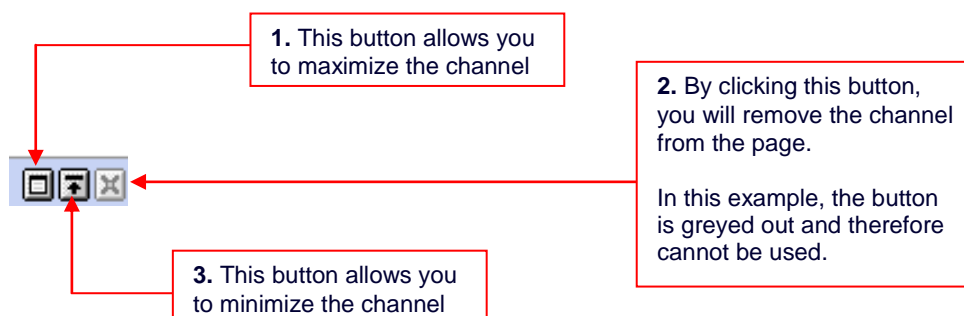 1. This button allows you
to maximize the channel
2. By clicking this button,
you will remove the channel
from the page.
In this example, the button
is greyed out and therefore
cannot be used.
3. This button allows you
to minimize the channel